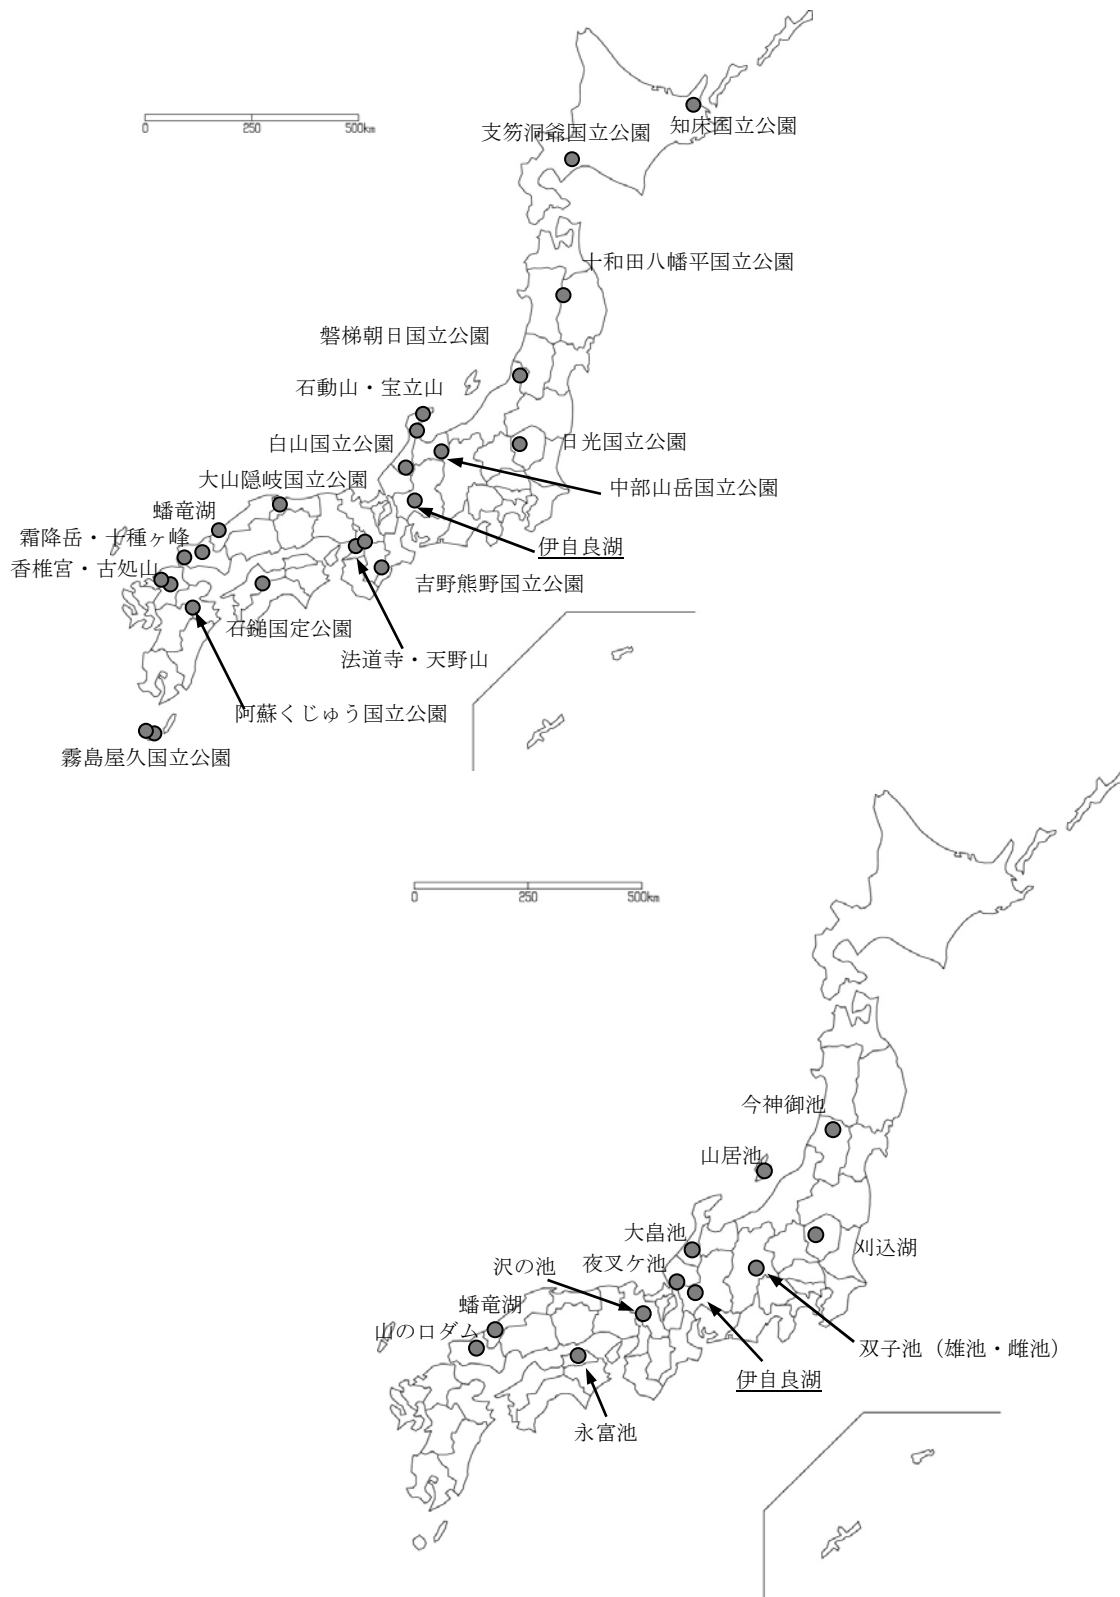 知床国立公園
支笏洞爺国立公園
0 250 500km
十和田八幡平国立公園
磐梯朝日国立公園
石動山・宝立山
白山国立公園
日光国立公園
大山隠岐国立公園
中部山岳国立公園
蟠竜湖
霜降岳・十種ヶ峰
伊自良湖
香椎宮・古処山
吉野熊野国立公園
石鎚国定公園
法道寺・天野山
阿蘇くじゅう国立公園
霧島屋久国立公園
0 250 500km
今神御池
山居池
大畠池
刈込湖
夜叉ケ池
沢の池
蟠竜湖
山の口ダム
双子池（雄池・雌池）
伊自良湖
永富池